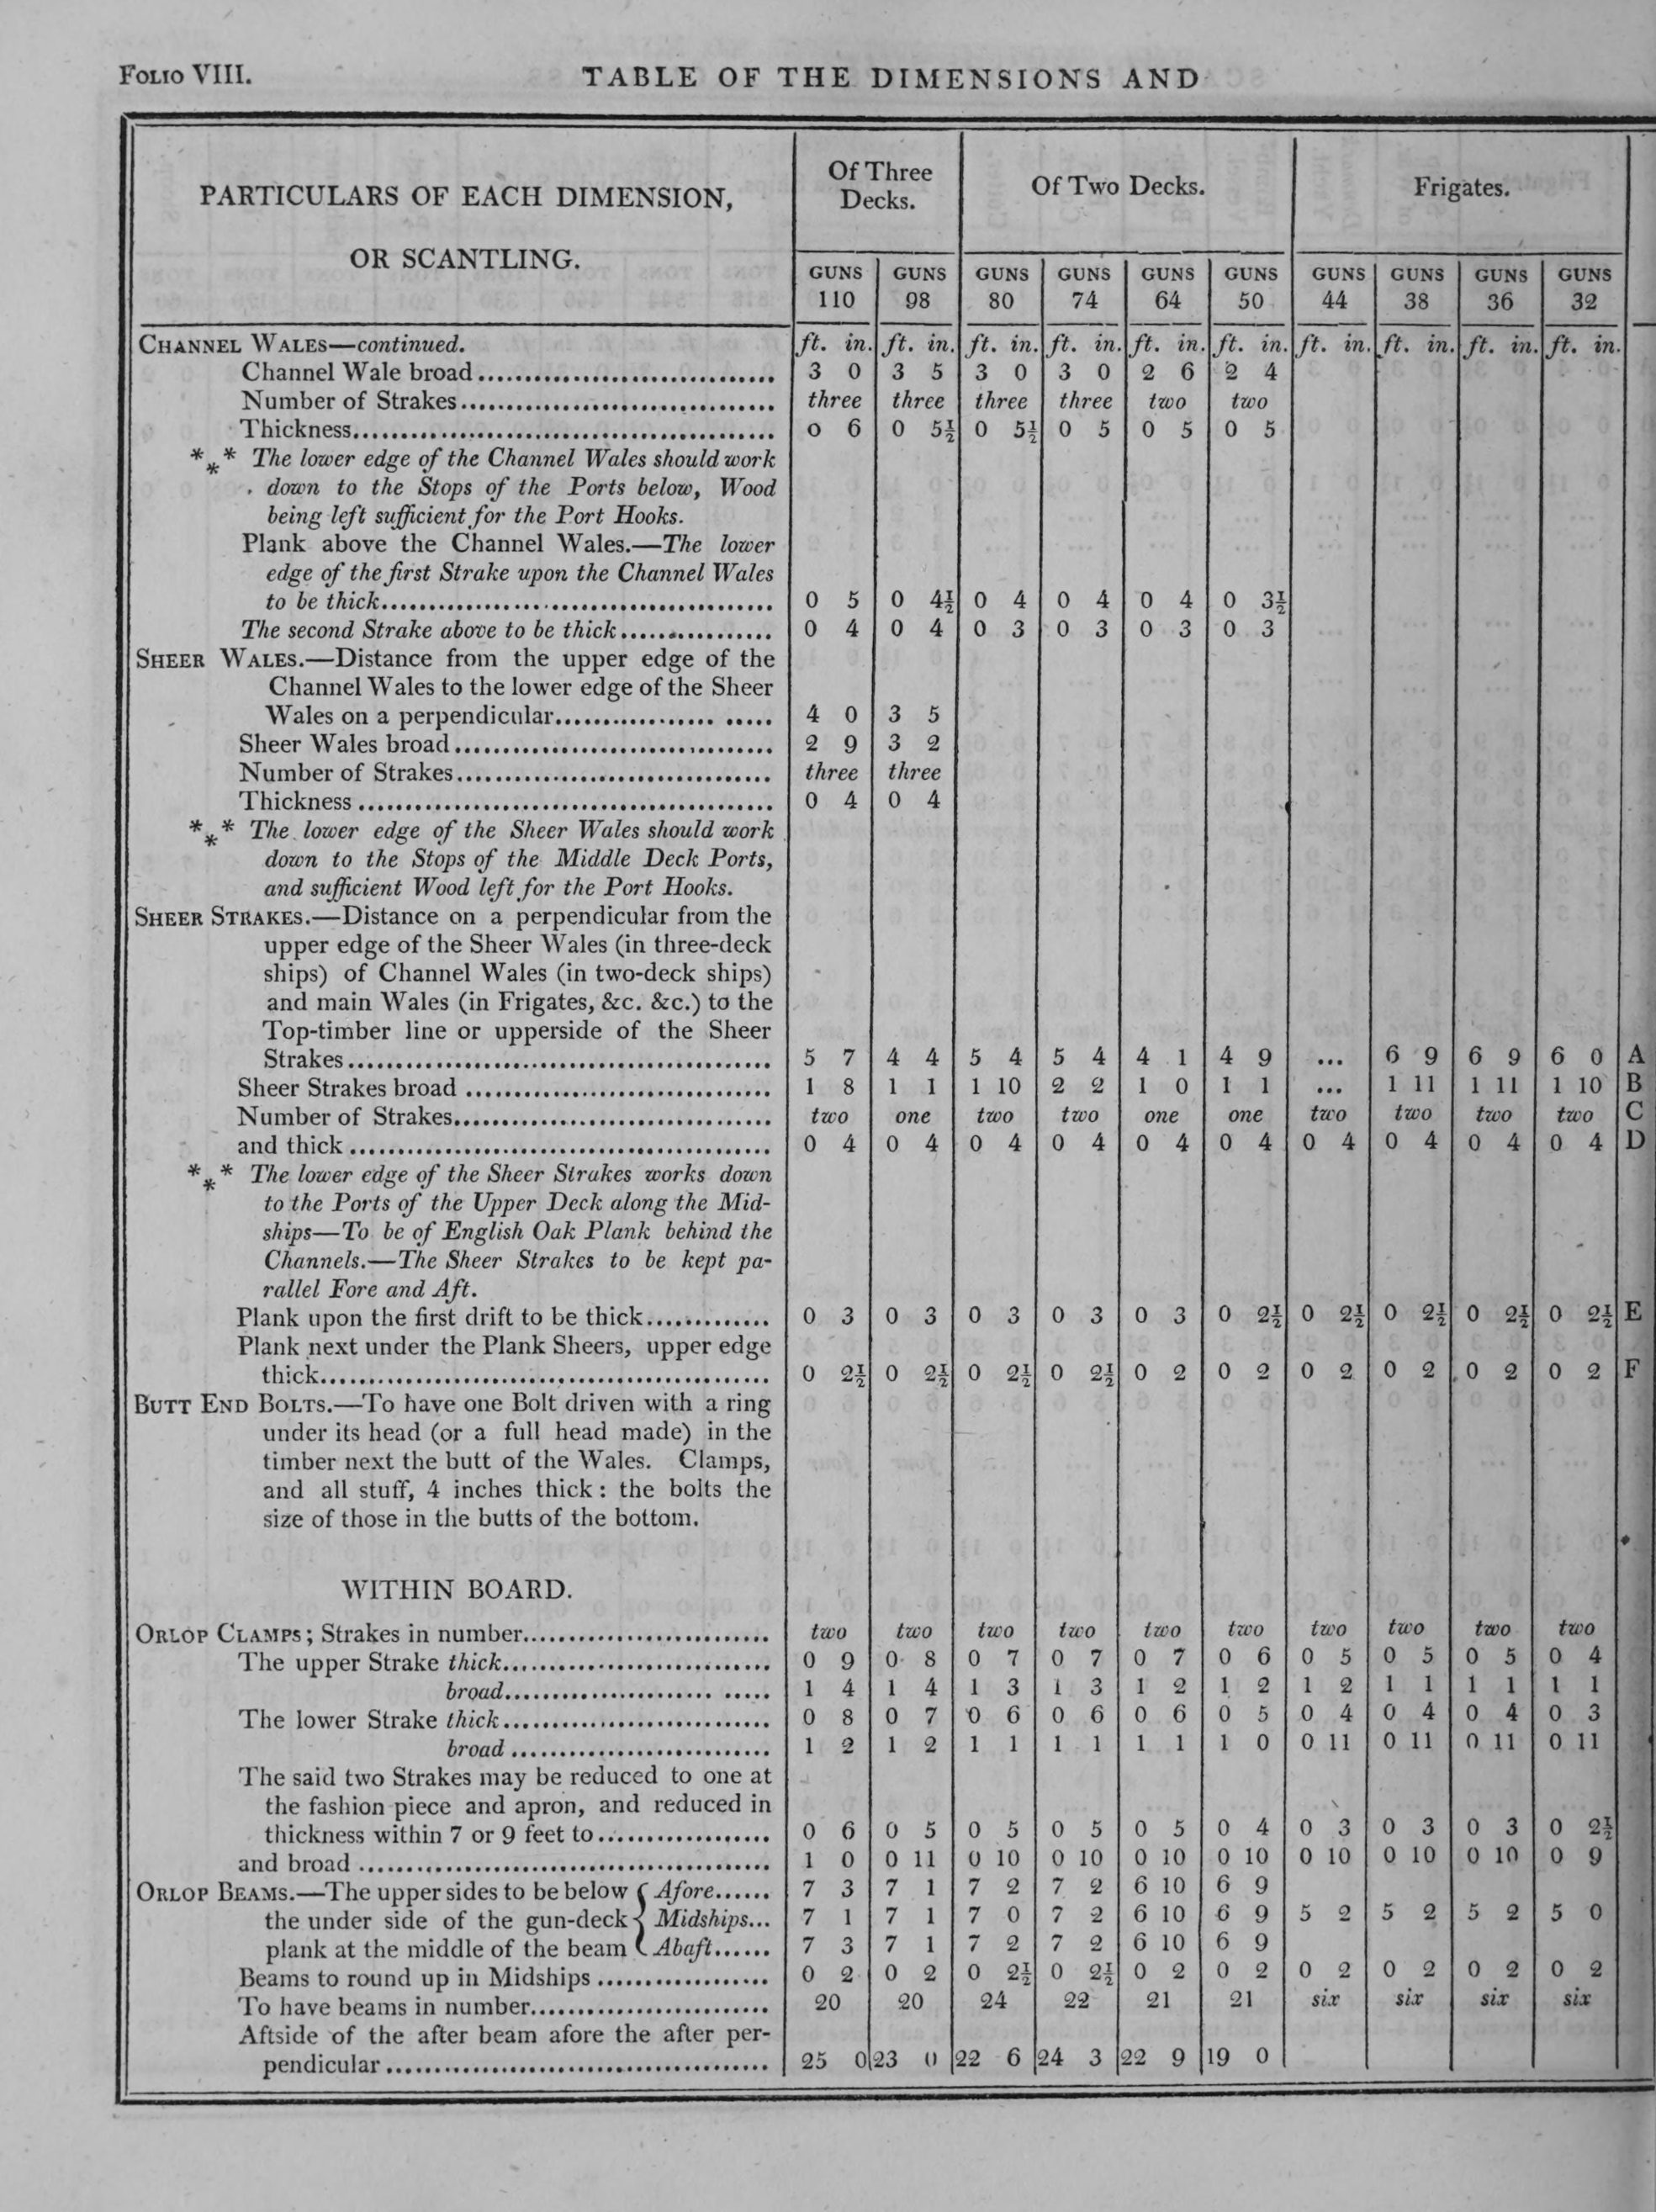 FOLIO VIII. TABLE OF THE DIMENSIONS AND
PARTICULARS OF EACH DIMENSION,
OR SCANTLING.
Of Three Decks. Of Two Decks. Frigates.
GUNS GUNS GUNS GUNS GUNS GUNS GUNS GUNS GUNS GUNS
110 98 80 74 64 50 44 38 36 32
CHANNEL WALES—continued. ft. in. ft. in. ft. in. ft. in. ft. in. ft. in. ft. in. ft. in. ft. in. ft. in.
Channel Wale broad 3 0 3 5 3 0 3 0 2 6 2 4
Number of Strakes three three three three two two
Thickness 0 6 0 5½ 0 5½ 0 5 0 5 0 5
*⁎* The lower edge of the Channel Wales should work
down to the Stops of the Ports below, Wood
being left sufficient for the Port Hooks.
Plank above the Channel Wales.—The lower
edge of the first Strake upon the Channel Wales
to be thick 0 5 0 4½ 0 4 0 4 0 4 0 3½
The second Strake above to be thick 0 4 0 4 0 3 0 3 0 3 0 3
SHEER WALES.—Distance from the upper edge of the
Channel Wales to the lower edge of the Sheer
Wales on a perpendicular 4 0 3 5
Sheer Wales broad 2 9 3 2
Number of Strakes three three
Thickness 0 4 0 4
*⁎* The lower edge of the Sheer Wales should work
down to the Stops of the Middle Deck Ports,
and sufficient Wood left for the Port Hooks.
SHEER STRAKES.—Distance on a perpendicular from the
upper edge of the Sheer Wales (in three-deck
ships) of Channel Wales (in two-deck ships)
and main Wales (in Frigates, &c. &c.) to the
Top-timber line or upperside of the Sheer
Strakes 5 7 4 4 5 4 5 4 4 1 4 9 ... 6 9 6 9 6 0 A
Sheer Strakes broad 1 8 1 1 1 10 2 2 1 0 1 1 ... 1 11 1 11 1 10 B
Number of Strakes two one two two one one two two two two C
and thick 0 4 0 4 0 4 0 4 0 4 0 4 0 4 0 4 0 4 0 4 D
*⁎* The lower edge of the Sheer Strakes works down
to the Ports of the Upper Deck along the Mid-
ships—To be of English Oak Plank behind the
Channels.—The Sheer Strakes to be kept pa-
rallel Fore and Aft.
Plank upon the first drift to be thick 0 3 0 3 0 3 0 3 0 3 0 2½ 0 2½ 0 2½ 0 2½ 0 2½ E
Plank next under the Plank Sheers, upper edge
thick 0 2½ 0 2½ 0 2½ 0 2½ 0 2 0 2 0 2 0 2 0 2 0 2 F
BUTT END BOLTS.—To have one Bolt driven with a ring
under its head (or a full head made) in the
timber next the butt of the Wales. Clamps,
and all stuff, 4 inches thick: the bolts the
size of those in the butts of the bottom.
WITHIN BOARD.
ORLOP CLAMPS; Strakes in number two two two two two two two two two two
The upper Strake thick 0 9 0 8 0 7 0 7 0 7 0 6 0 5 0 5 0 5 0 4
broad 1 4 1 4 1 3 1 3 1 2 1 2 1 2 1 1 1 1 1 1
The lower Strake thick 0 8 0 7 0 6 0 6 0 6 0 5 0 4 0 4 0 4 0 3
broad 1 2 1 2 1 1 1 1 1 1 1 0 0 11 0 11 0 11 0 11
The said two Strakes may be reduced to one at
the fashion piece and apron, and reduced in
thickness within 7 or 9 feet to 0 6 0 5 0 5 0 5 0 5 0 4 0 3 0 3 0 3 0 2½
and broad 1 0 0 11 0 10 0 10 0 10 0 10 0 10 0 10 0 10 0 9
ORLOP BEAMS.—The upper sides to be below { Afore 7 3 7 1 7 2 7 2 6 10 6 9
the under side of the gun-deck { Midships... 7 1 7 1 7 0 7 2 6 10 6 9 5 2 5 2 5 2 5 0
plank at the middle of the beam { Abaft 7 3 7 1 7 2 7 2 6 10 6 9
Beams to round up in Midships 0 2 0 2 0 2½ 0 2½ 0 2 0 2 0 2 0 2 0 2 0 2
To have beams in number 20 20 24 22 21 21 six six six six
Aftside of the after beam afore the after per-
pendicular 25 0 23 0 22 6 24 3 22 9 19 0